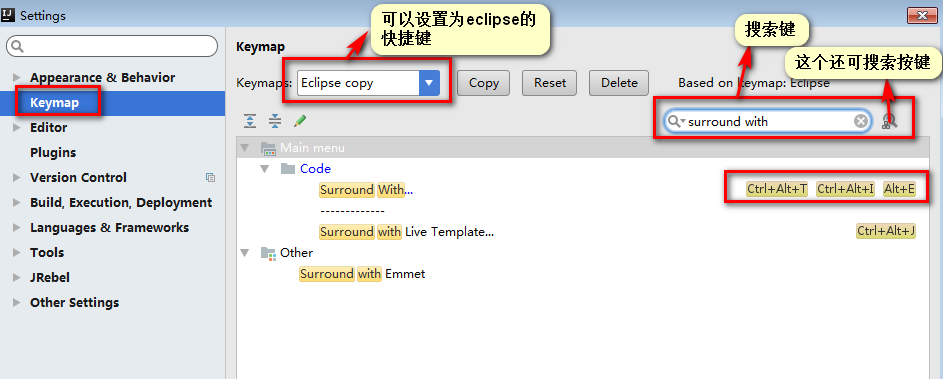 Settings
可以设置为eclipse的
快捷键
搜索键
这个还可搜索按键
Keymap
Keymaps: Eclipse copy Copy Reset Delete Based on keymap: Eclipse
surround with
Appearance & Behavior
Keymap
Editor
Plugins
Version Control
Build, Execution, Deployment
Languages & Frameworks
Tools
JRebel
Other Settings
Main menu
Code
Surround With... Ctrl+Alt+T Ctrl+Alt+I Alt+E
-------------
Surround with Live Template... Ctrl+Alt+J
Other
Surround with Emmet